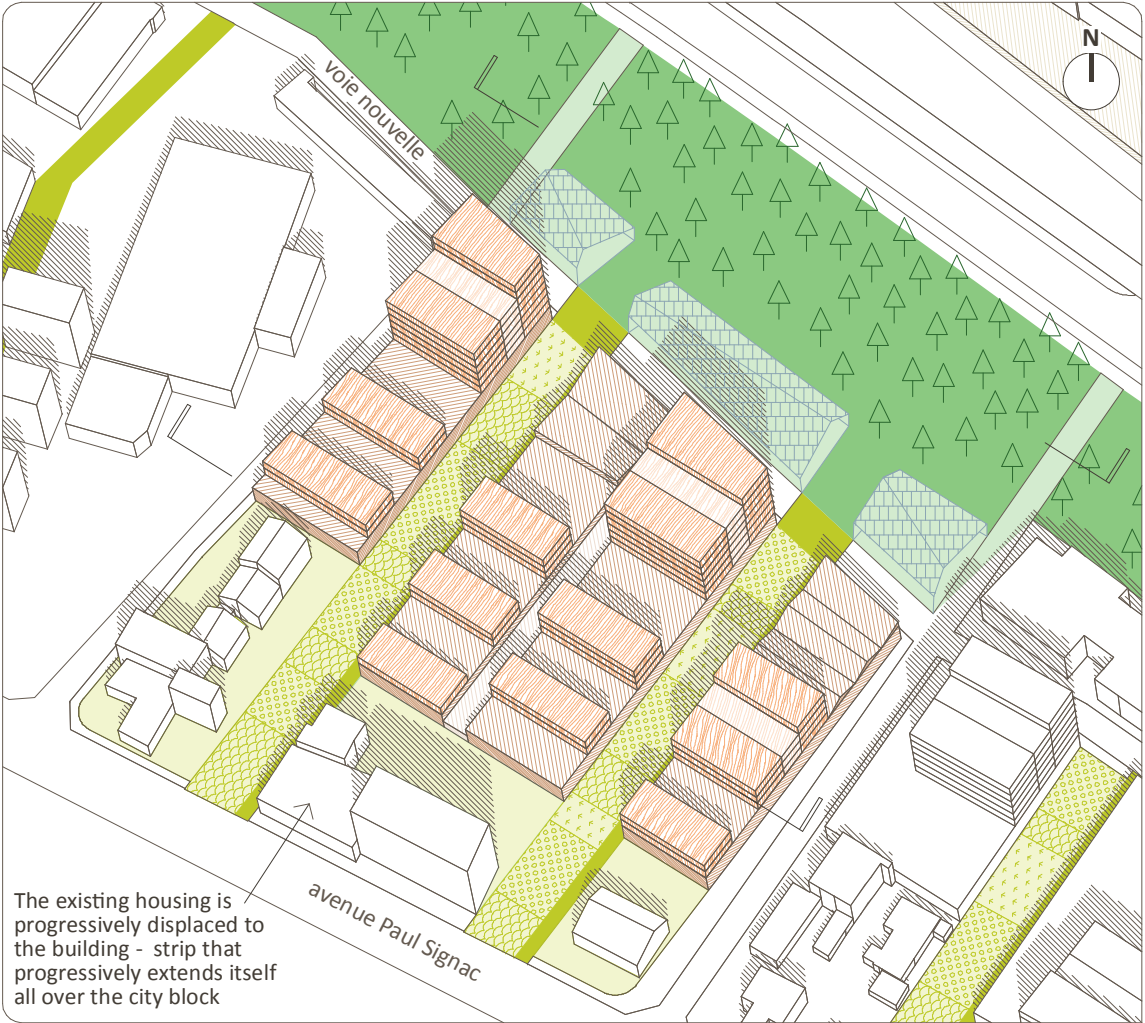 N
voie nouvelle
The existing housing is
progressively displaced to
the building - strip that
progressively extends itself
all over the city block
avenue Paul Signac